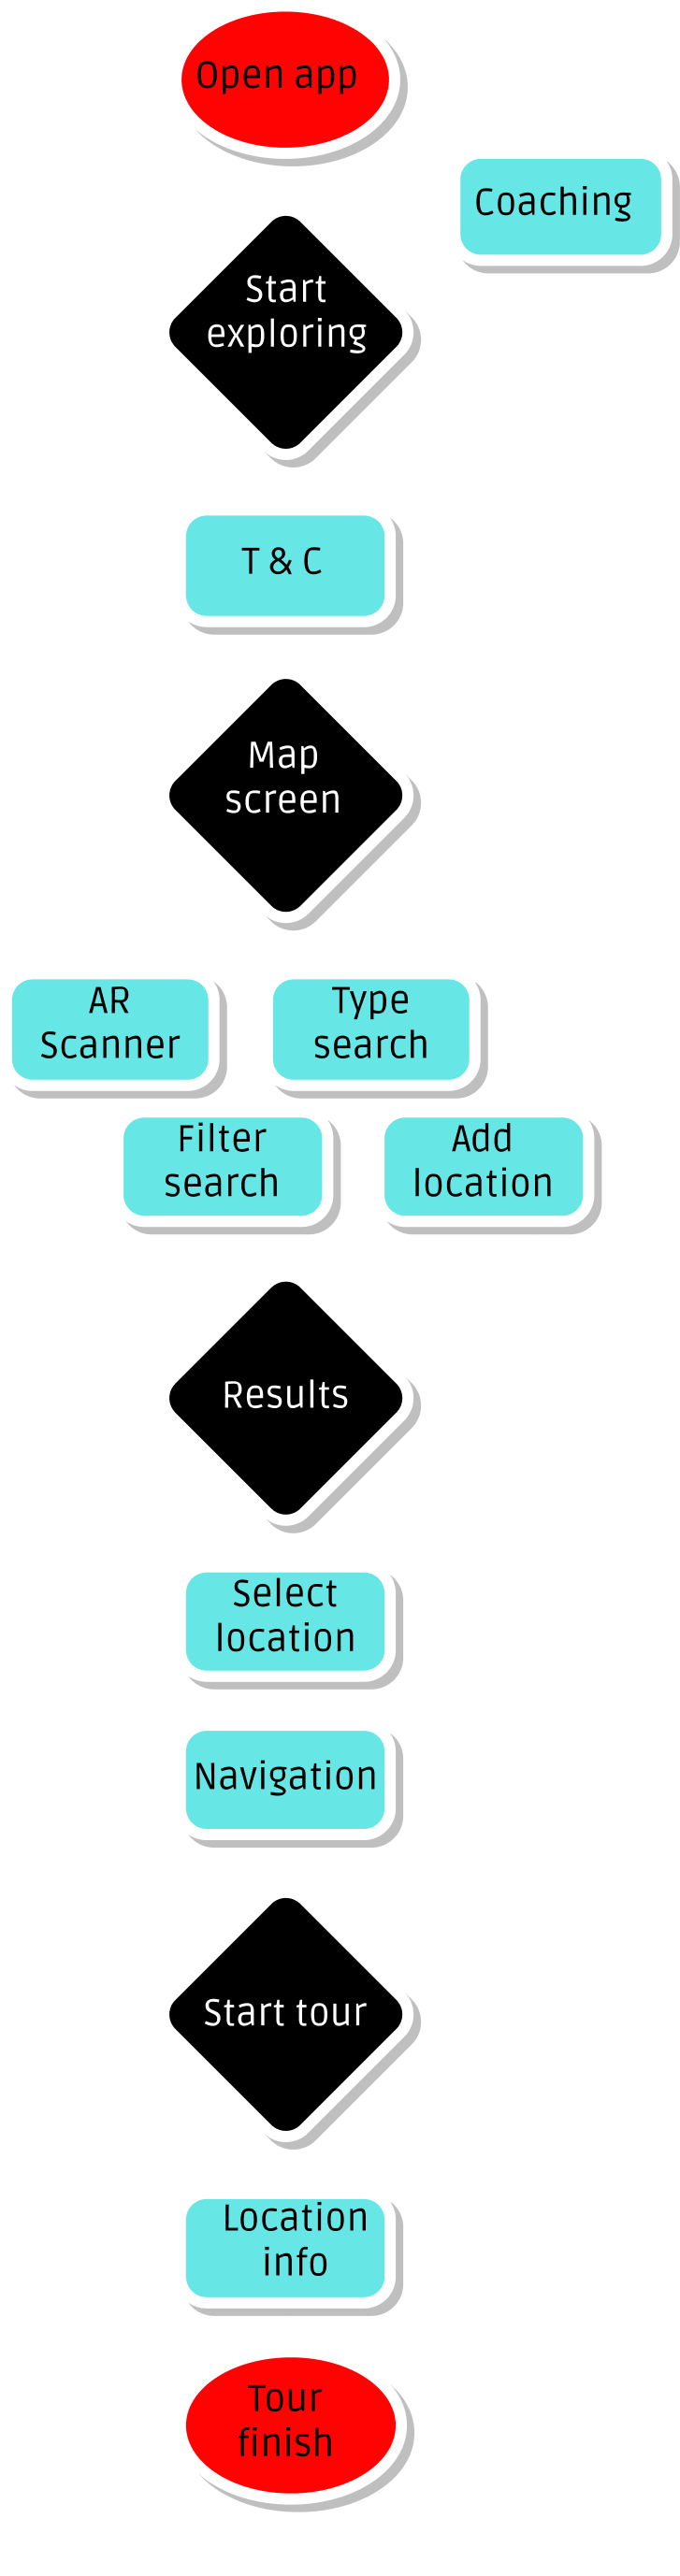 Open app
Coaching
Start
exploring
T & C
Map
screen
AR
Scanner
Type
search
Filter
search
Add
location
Results
Select
location
Navigation
Start tour
Location
info
Tour
finish